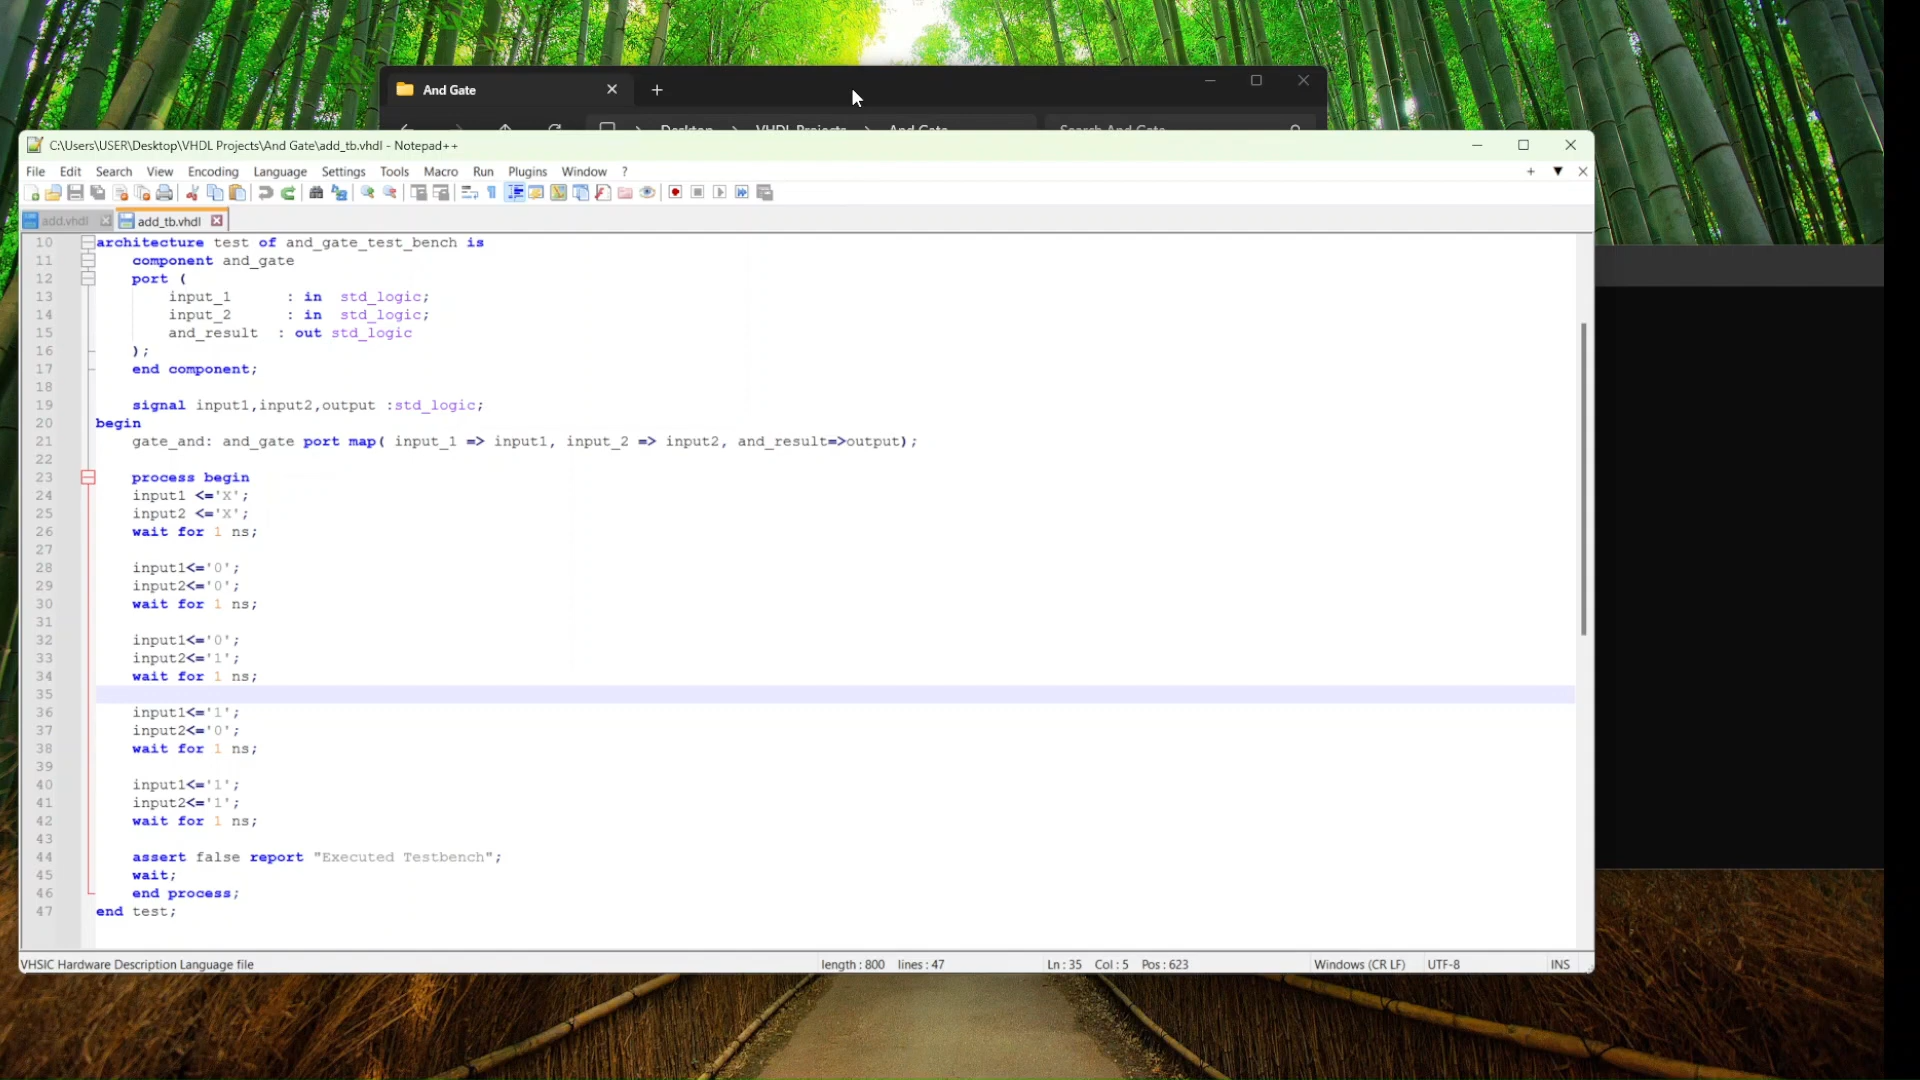 And Gate
Desktop > VHDL Projects > And Gate
Search And Gate
C:\Users\USER\Desktop\VHDL Projects\And Gate\add_tb.vhdl - Notepad++
File Edit Search View Encoding Language Settings Tools Macro Run Plugins Window ?
add.vhdl add_tb.vhdl
10 architecture test of and_gate_test_bench is
11 component and_gate
12 port (
13 input_1 : in std_logic;
14 input_2 : in std_logic;
15 and_result : out std_logic
16 );
17 end component;
18
19 signal input1,input2,output :std_logic;
20 begin
21 gate_and: and_gate port map( input_1 => input1, input_2 => input2, and_result=>output);
22
23 process begin
24 input1 <='X';
25 input2 <='X';
26 wait for 1 ns;
27
28 input1<='0';
29 input2<='0';
30 wait for 1 ns;
31
32 input1<='0';
33 input2<='1';
34 wait for 1 ns;
35
36 input1<='1';
37 input2<='0';
38 wait for 1 ns;
39
40 input1<='1';
41 input2<='1';
42 wait for 1 ns;
43
44 assert false report "Executed Testbench";
45 wait;
46 end process;
47 end test;
VHSIC Hardware Description Language file length : 800 lines : 47 Ln : 35 Col : 5 Pos : 623 Windows (CR LF) UTF-8 INS